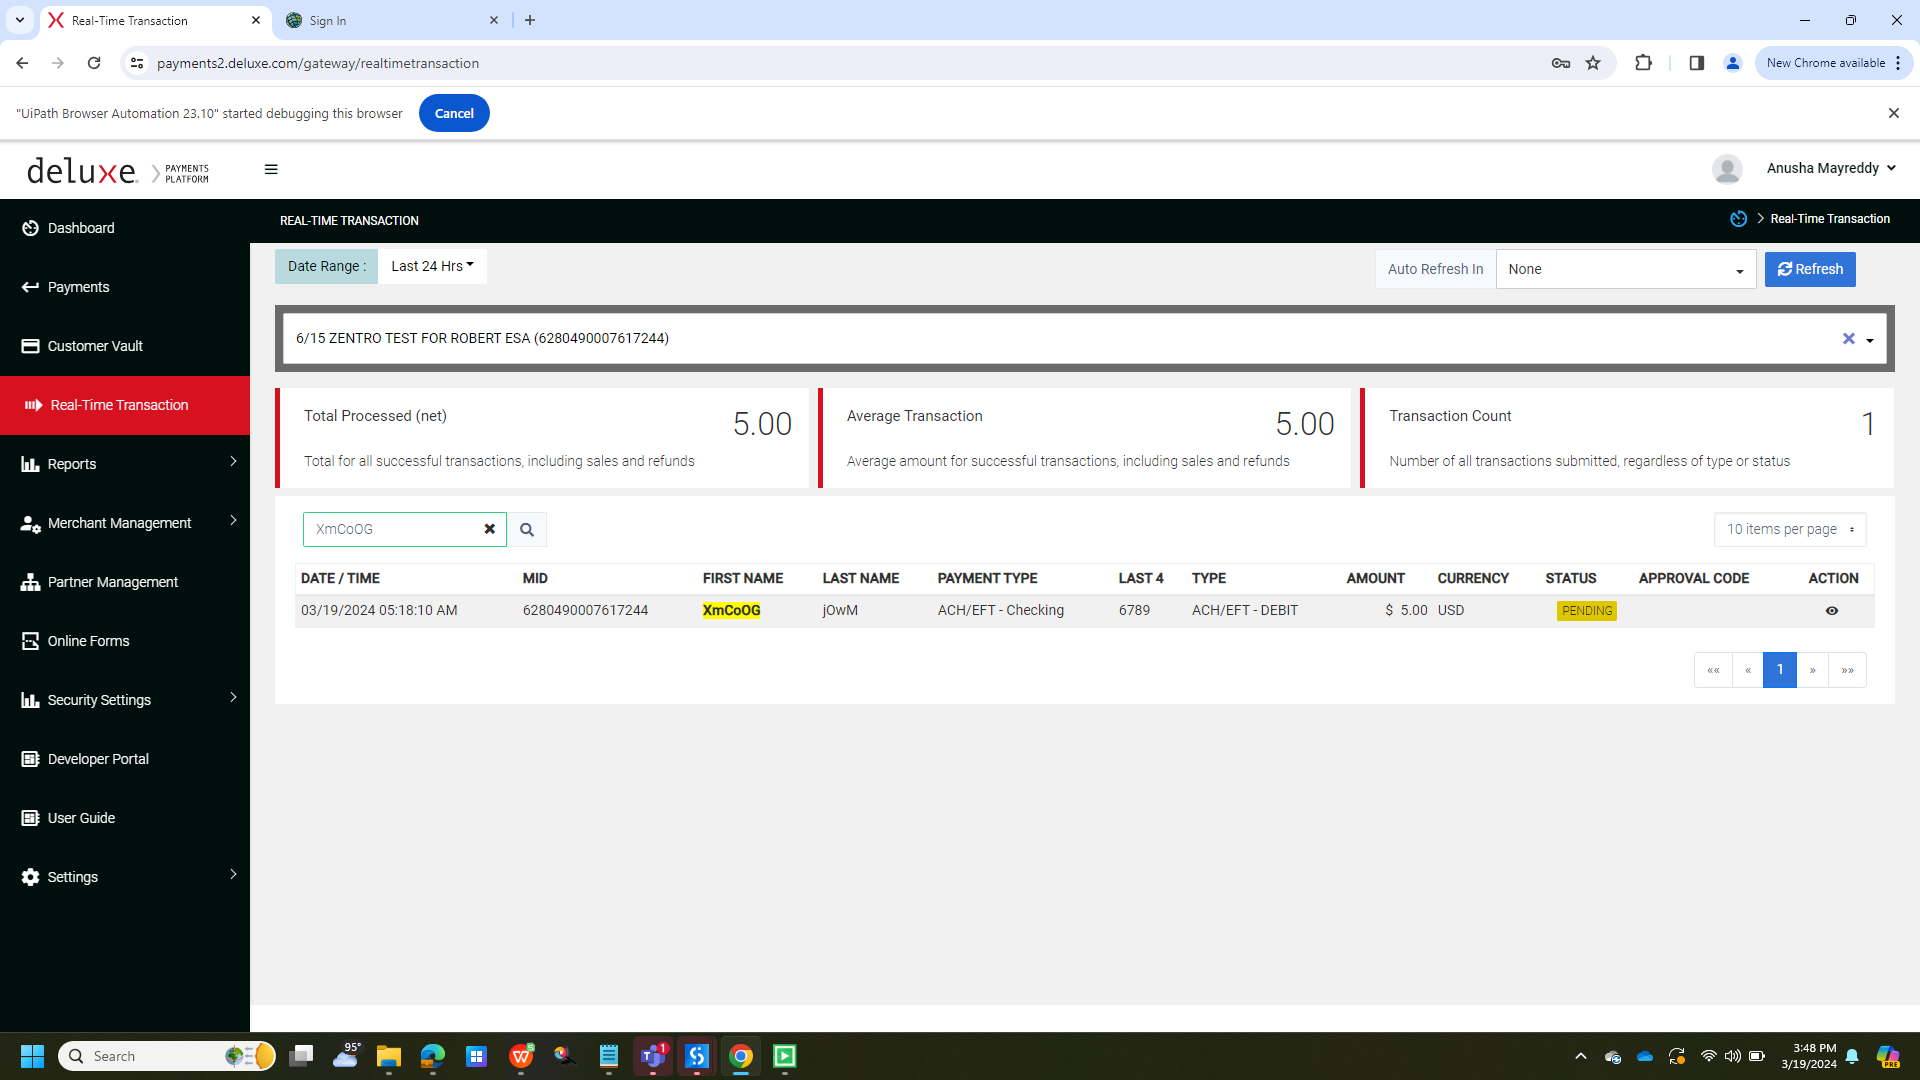 Real-Time Transaction
Sign In
payments2.deluxe.com/gateway/realtimetransaction
New Chrome available
"UiPath Browser Automation 23.10" started debugging this browser
Cancel
deluxe. PAYMENTS PLATFORM
Anusha Mayreddy
Dashboard
Payments
Customer Vault
Real-Time Transaction
Reports
Merchant Management
Partner Management
Online Forms
Security Settings
Developer Portal
User Guide
Settings
REAL-TIME TRANSACTION
Real-Time Transaction
Date Range : Last 24 Hrs
Auto Refresh In None Refresh
6/15 ZENTRO TEST FOR ROBERT ESA (6280490007617244)
Total Processed (net) 5.00
Total for all successful transactions, including sales and refunds
Average Transaction 5.00
Average amount for successful transactions, including sales and refunds
Transaction Count 1
Number of all transactions submitted, regardless of type or status
XmCoOG
10 items per page
DATE / TIME MID FIRST NAME LAST NAME PAYMENT TYPE LAST 4 TYPE AMOUNT CURRENCY STATUS APPROVAL CODE ACTION
03/19/2024 05:18:10 AM 6280490007617244 XmCoOG jOwM ACH/EFT - Checking 6789 ACH/EFT - DEBIT $ 5.00 USD PENDING
«« « 1 » »»
Search
95°
1
3:48 PM
3/19/2024
PRE